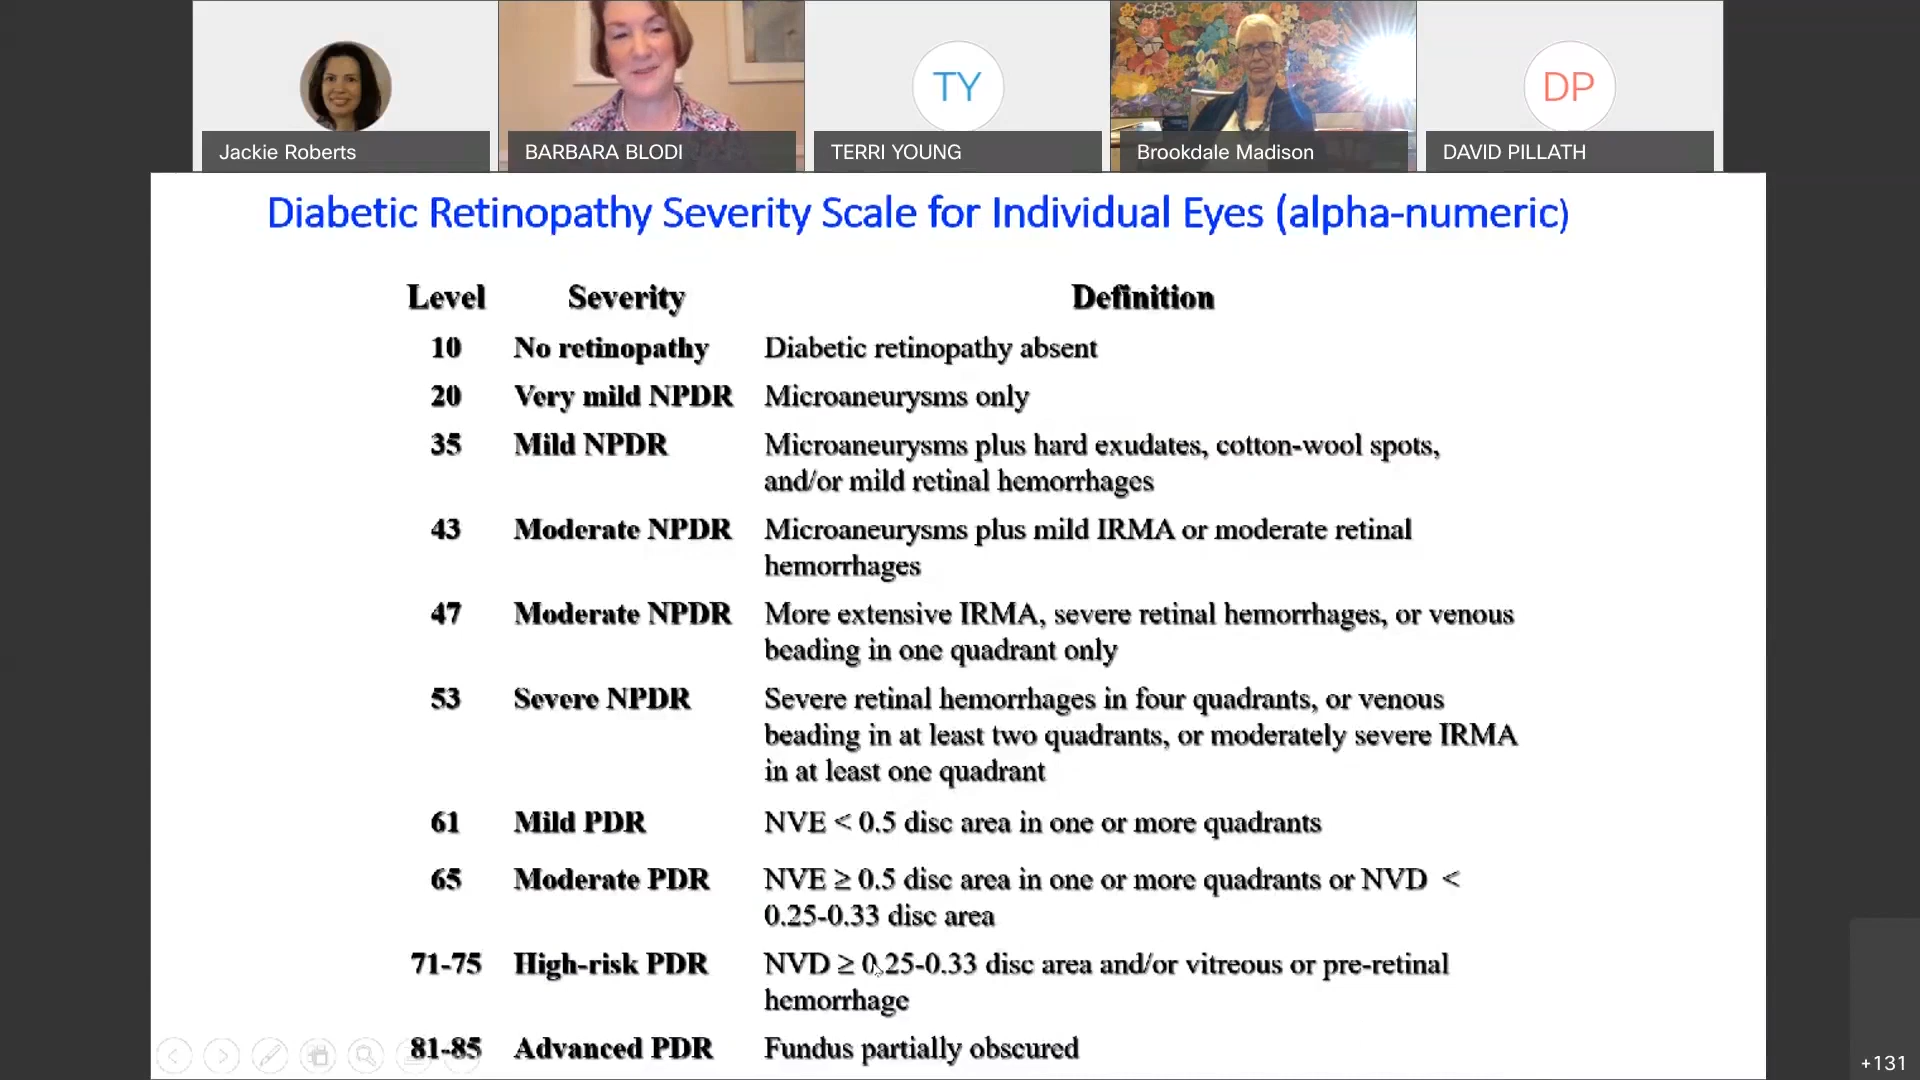 Jackie Roberts
BARBARA BLODI
TY
TERRI YOUNG
Brookdale Madison
DP
DAVID PILLATH
Diabetic Retinopathy Severity Scale for Individual Eyes (alpha-numeric)
Level Severity Definition
10 No retinopathy Diabetic retinopathy absent
20 Very mild NPDR Microaneurysms only
35 Mild NPDR Microaneurysms plus hard exudates, cotton-wool spots,
and/or mild retinal hemorrhages
43 Moderate NPDR Microaneurysms plus mild IRMA or moderate retinal
hemorrhages
47 Moderate NPDR More extensive IRMA, severe retinal hemorrhages, or venous
beading in one quadrant only
53 Severe NPDR Severe retinal hemorrhages in four quadrants, or venous
beading in at least two quadrants, or moderately severe IRMA
in at least one quadrant
61 Mild PDR NVE < 0.5 disc area in one or more quadrants
65 Moderate PDR NVE ≥ 0.5 disc area in one or more quadrants or NVD <
0.25-0.33 disc area
71-75 High-risk PDR NVD ≥ 0.25-0.33 disc area and/or vitreous or pre-retinal
hemorrhage
81-85 Advanced PDR Fundus partially obscured
+131